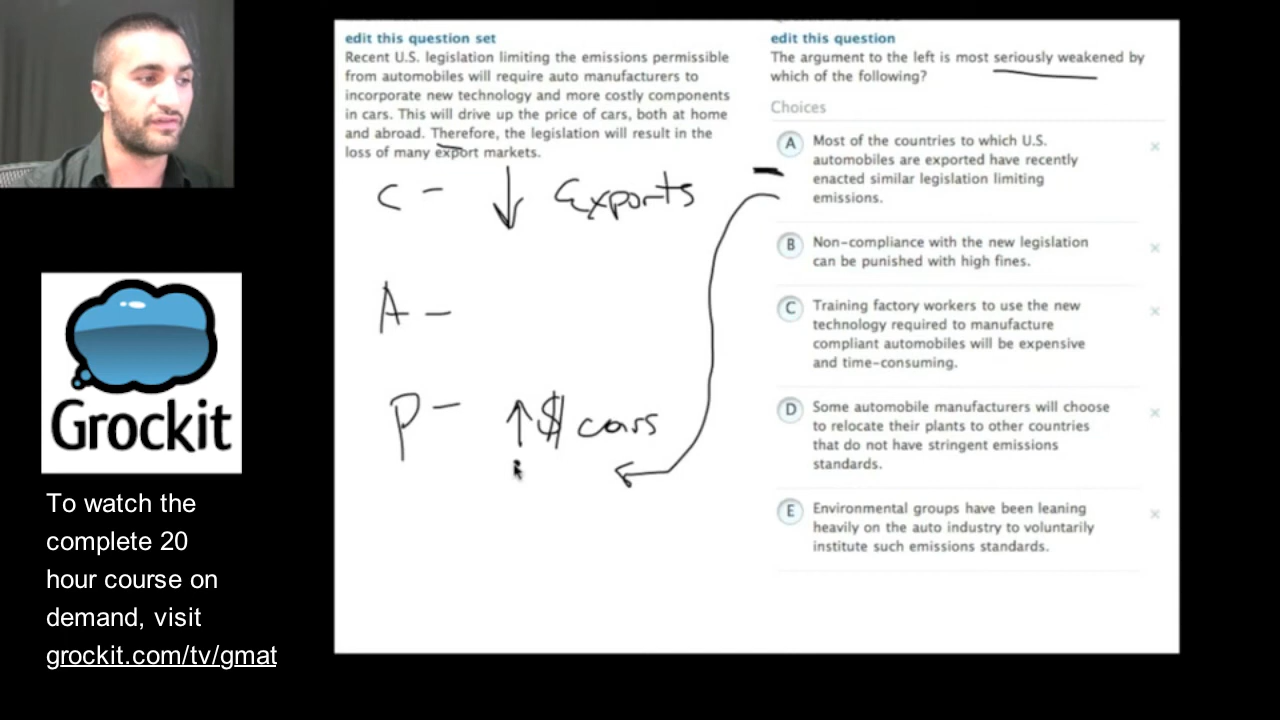 edit this question set
Recent U.S. legislation limiting the emissions permissible
from automobiles will require auto manufacturers to
incorporate new technology and more costly components
in cars. This will drive up the price of cars, both at home
and abroad. Therefore, the legislation will result in the
loss of many export markets.
C - ↓ Exports
A -
P - ↑$ cars
edit this question
The argument to the left is most seriously weakened by
which of the following?
Choices
A Most of the countries to which U.S.
automobiles are exported have recently
enacted similar legislation limiting
emissions.
B Non-compliance with the new legislation
can be punished with high fines.
C Training factory workers to use the new
technology required to manufacture
compliant automobiles will be expensive
and time-consuming.
D Some automobile manufacturers will choose
to relocate their plants to other countries
that do not have stringent emissions
standards.
E Environmental groups have been leaning
heavily on the auto industry to voluntarily
institute such emissions standards.
Grockit
To watch the
complete 20
hour course on
demand, visit
grockit.com/tv/gmat